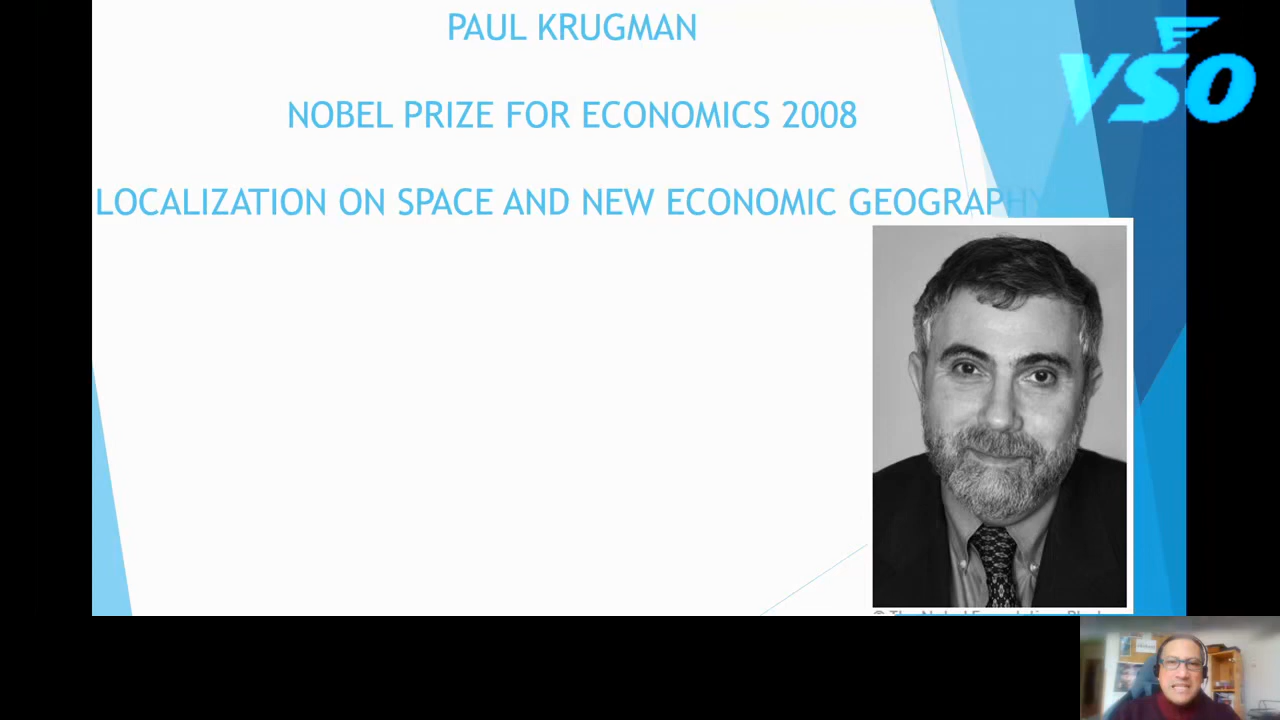 PAUL KRUGMAN
NOBEL PRIZE FOR ECONOMICS 2008
LOCALIZATION ON SPACE AND NEW ECONOMIC GEOGRAPHY
VSO